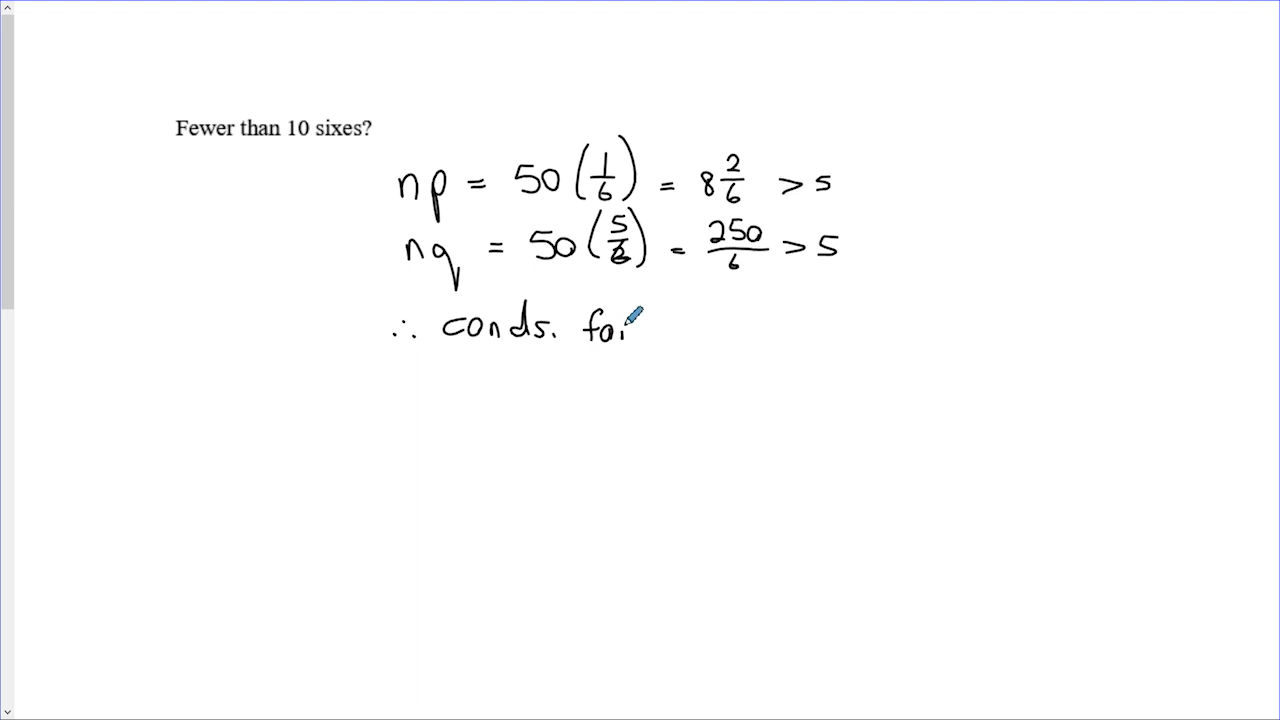 Fewer than 10 sixes?
np = 50 (1/6) = 8 2/6 > 5
nq = 50 (5/6) = 250/6 > 5
∴ conds. for